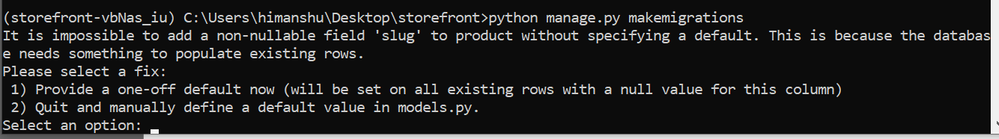 (storefront-vbNas_iu) C:\Users\himanshu\Desktop\storefront>python manage.py makemigrations
It is impossible to add a non-nullable field 'slug' to product without specifying a default. This is because the databas
e needs something to populate existing rows.
Please select a fix:
 1) Provide a one-off default now (will be set on all existing rows with a null value for this column)
 2) Quit and manually define a default value in models.py.
Select an option: